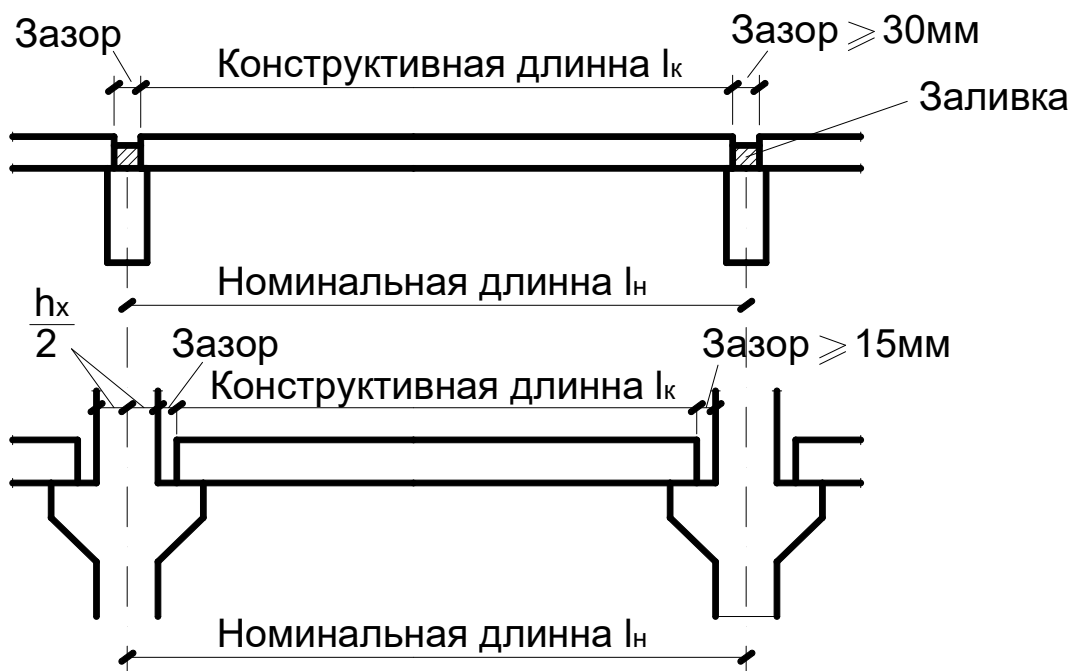 Зазор
Зазор ⩾ 30мм
Конструктивная длинна lк
Заливка
Номинальная длинна lн
hх
2
Зазор
Зазор ⩾ 15мм
Конструктивная длинна lк
Номинальная длинна lн